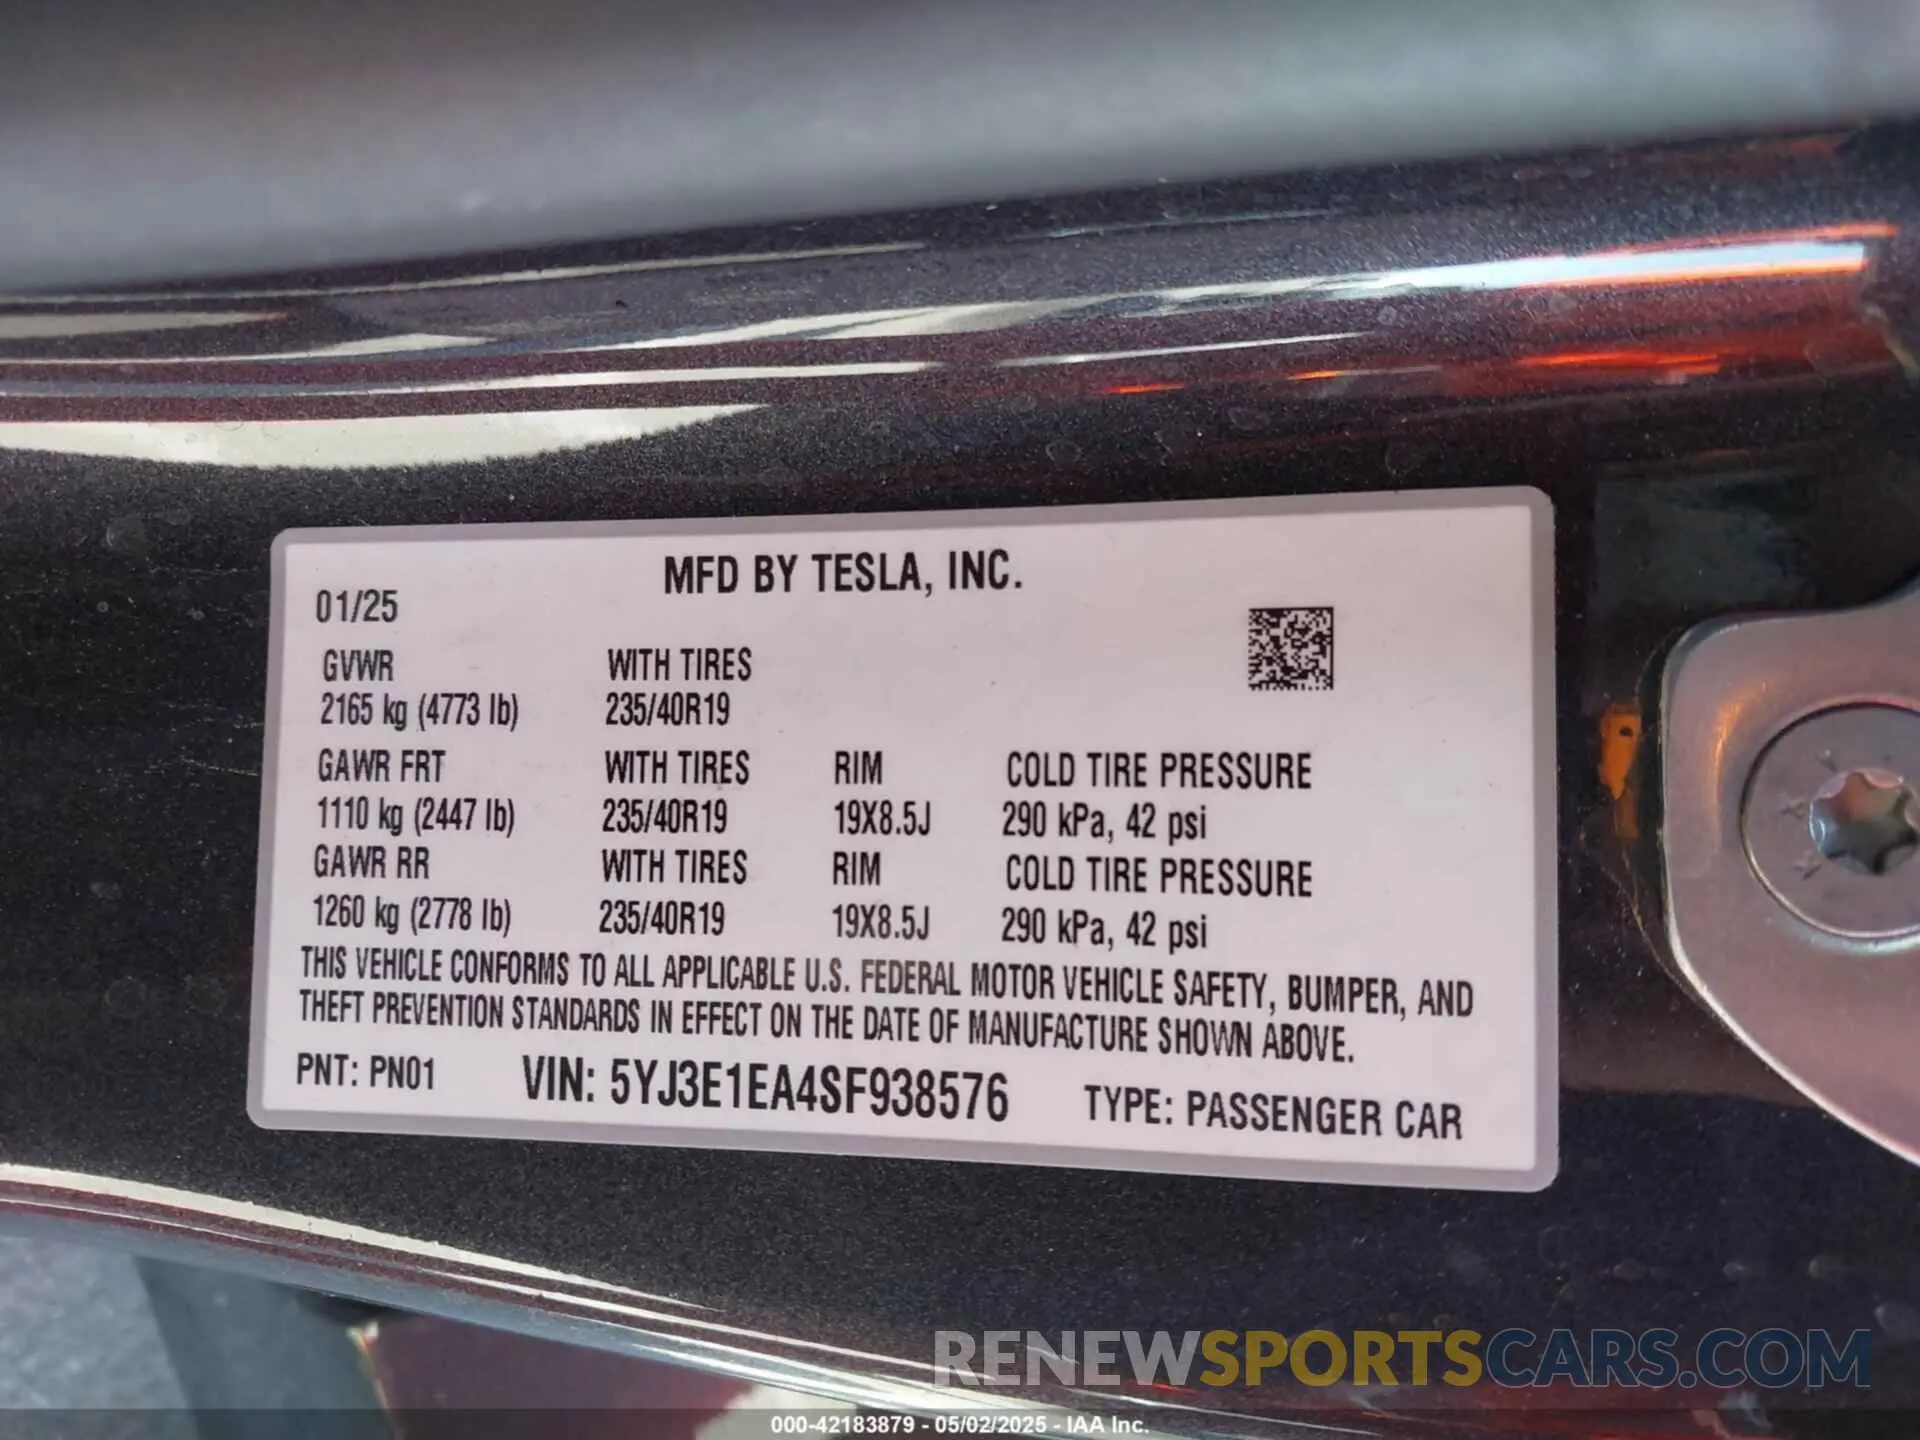 MFD BY TESLA, INC.
01/25
GVWR WITH TIRES
2165 kg (4773 lb) 235/40R19
GAWR FRT WITH TIRES RIM COLD TIRE PRESSURE
1110 kg (2447 lb) 235/40R19 19X8.5J 290 kPa, 42 psi
GAWR RR WITH TIRES RIM COLD TIRE PRESSURE
1260 kg (2778 lb) 235/40R19 19X8.5J 290 kPa, 42 psi
THIS VEHICLE CONFORMS TO ALL APPLICABLE U.S. FEDERAL MOTOR VEHICLE SAFETY, BUMPER, AND
THEFT PREVENTION STANDARDS IN EFFECT ON THE DATE OF MANUFACTURE SHOWN ABOVE.
PNT: PN01 VIN: 5YJ3E1EA4SF938576 TYPE: PASSENGER CAR
RENEWSPORTSCARS.COM
000-42183879 - 05/02/2025 - IAA Inc.